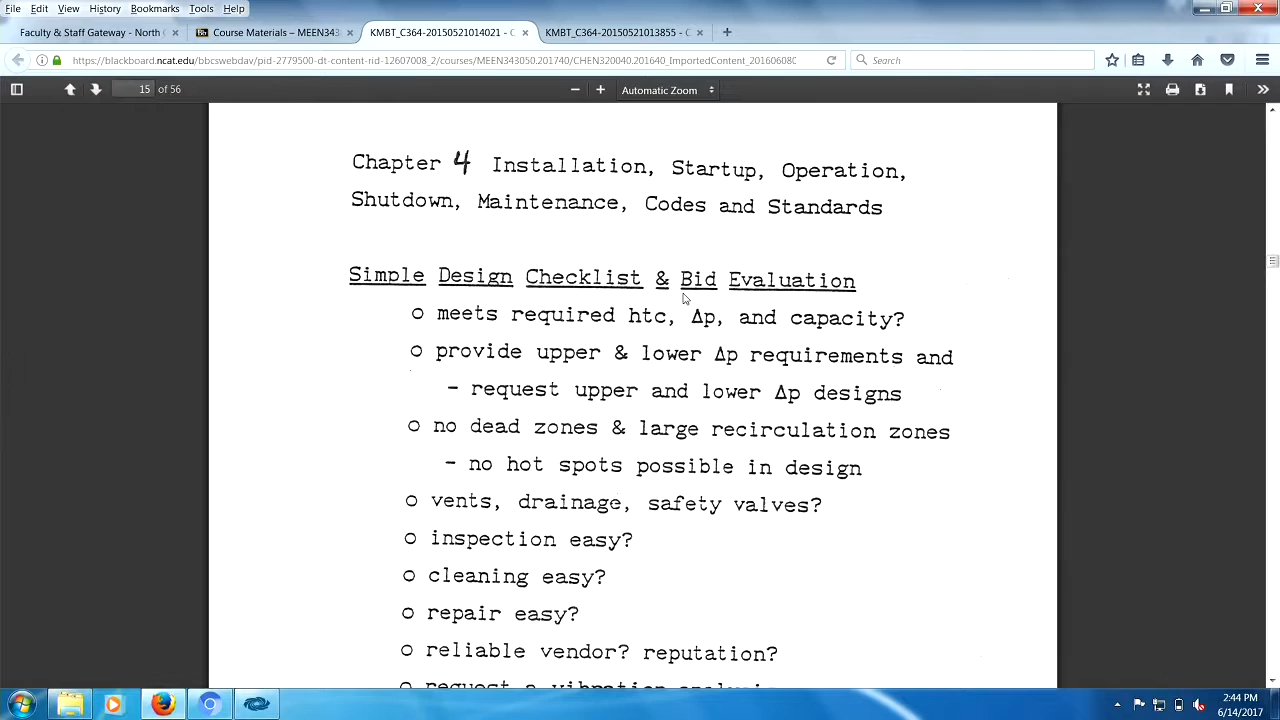 File Edit View History Bookmarks Tools Help
Faculty & Staff Gateway - North C × Course Materials – MEEN343 × KMBT_C364-20150521014021 - C × KMBT_C364-20150521013855 - C × +
https://blackboard.ncat.edu/bbcswebdav/pid-2779500-dt-content-rid-12607008_2/courses/MEEN343050.201740/CHEN320040.201640_ImportedContent_20160608C Search
15 of 56 Automatic Zoom
Chapter 4 Installation, Startup, Operation,
Shutdown, Maintenance, Codes and Standards
Simple Design Checklist & Bid Evaluation
o meets required htc, Δp, and capacity?
o provide upper & lower Δp requirements and
- request upper and lower Δp designs
o no dead zones & large recirculation zones
- no hot spots possible in design
o vents, drainage, safety valves?
o inspection easy?
o cleaning easy?
o repair easy?
o reliable vendor? reputation?
o request a vibration analysis
2:44 PM
6/14/2017